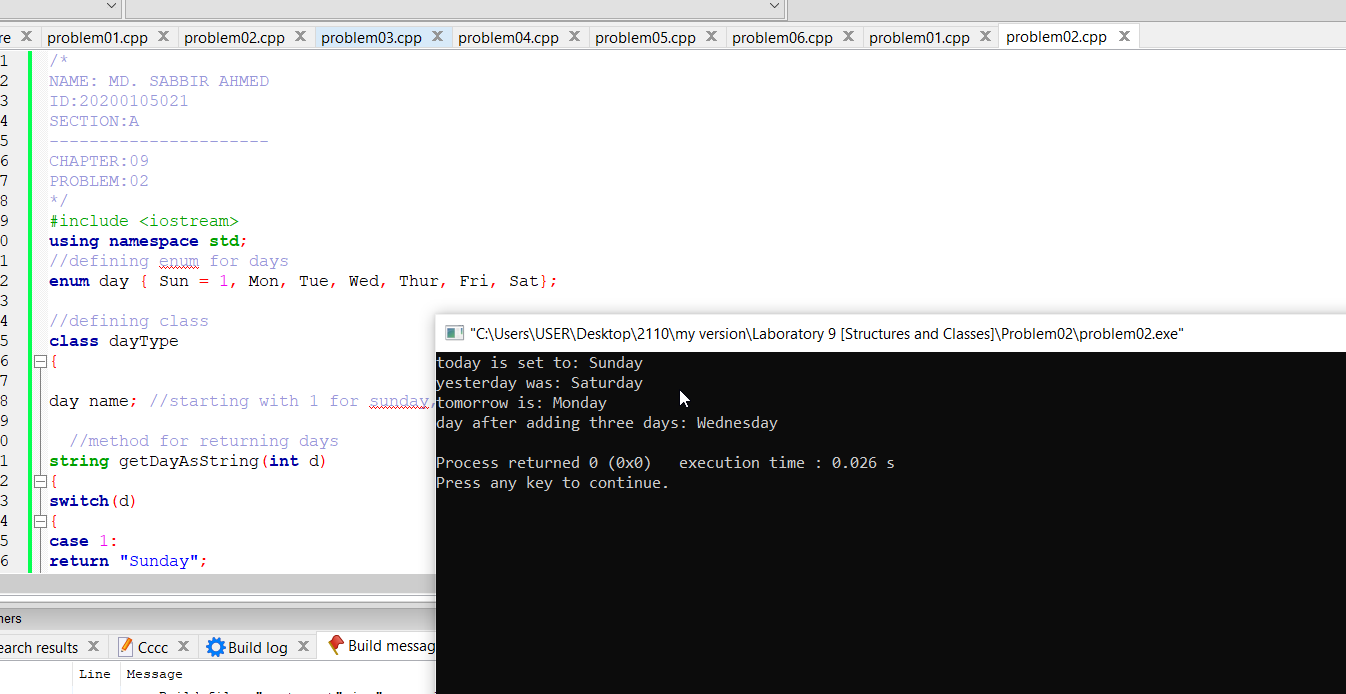 re problem01.cpp problem02.cpp problem03.cpp problem04.cpp problem05.cpp problem06.cpp problem01.cpp problem02.cpp
1 /*
2 NAME: MD. SABBIR AHMED
3 ID:20200105021
4 SECTION:A
5 ----------------------
6 CHAPTER:09
7 PROBLEM:02
8 */
9 #include <iostream>
0 using namespace std;
1 //defining enum for days
2 enum day { Sun = 1, Mon, Tue, Wed, Thur, Fri, Sat};
3
4 //defining class
5 class dayType
6 {
7
8 day name; //starting with 1 for sunday,
9
0 //method for returning days
1 string getDayAsString(int d)
2 {
3 switch(d)
4 {
5 case 1:
6 return "Sunday";
"C:\Users\USER\Desktop\2110\my version\Laboratory 9 [Structures and Classes]\Problem02\problem02.exe"
today is set to: Sunday
yesterday was: Saturday
tomorrow is: Monday
day after adding three days: Wednesday
Process returned 0 (0x0) execution time : 0.026 s
Press any key to continue.
hers
earch results Cccc Build log Build messag
Line Message